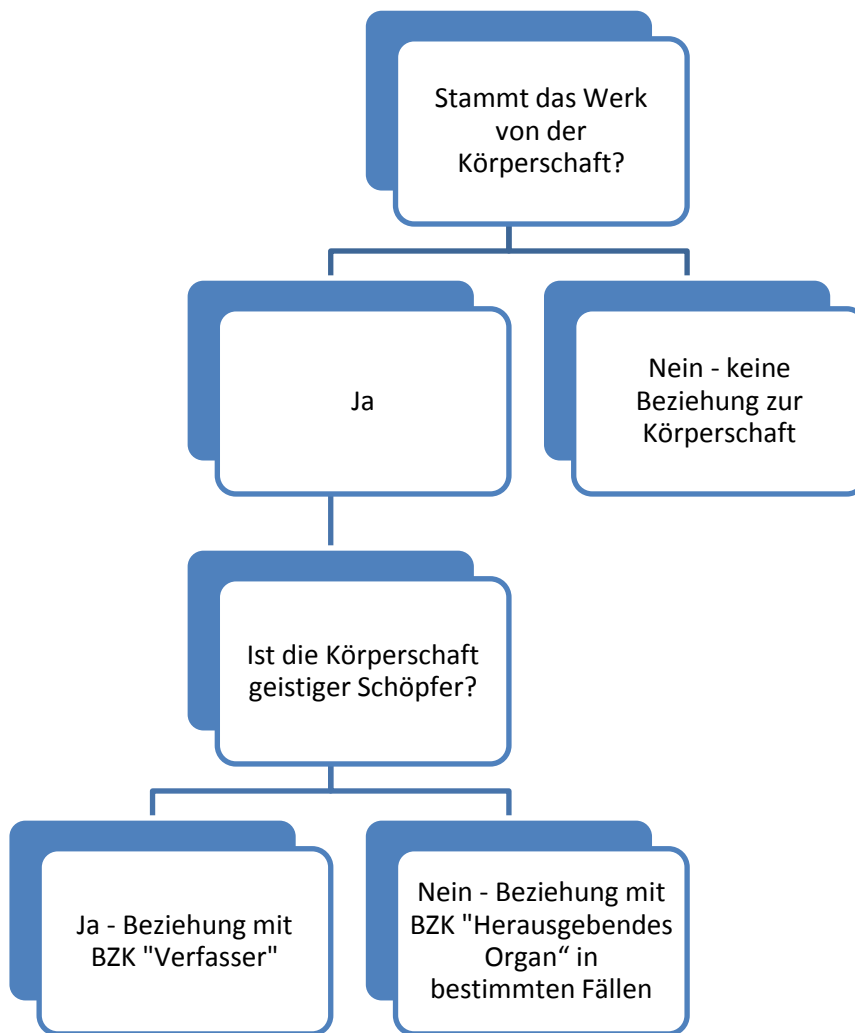 Stammt das Werk
von der
Körperschaft?
Ja
Nein - keine
Beziehung zur
Körperschaft
Ist die Körperschaft
geistiger Schöpfer?
Ja - Beziehung mit
BZK "Verfasser"
Nein - Beziehung mit
BZK "Herausgebendes
Organ“ in
bestimmten Fällen